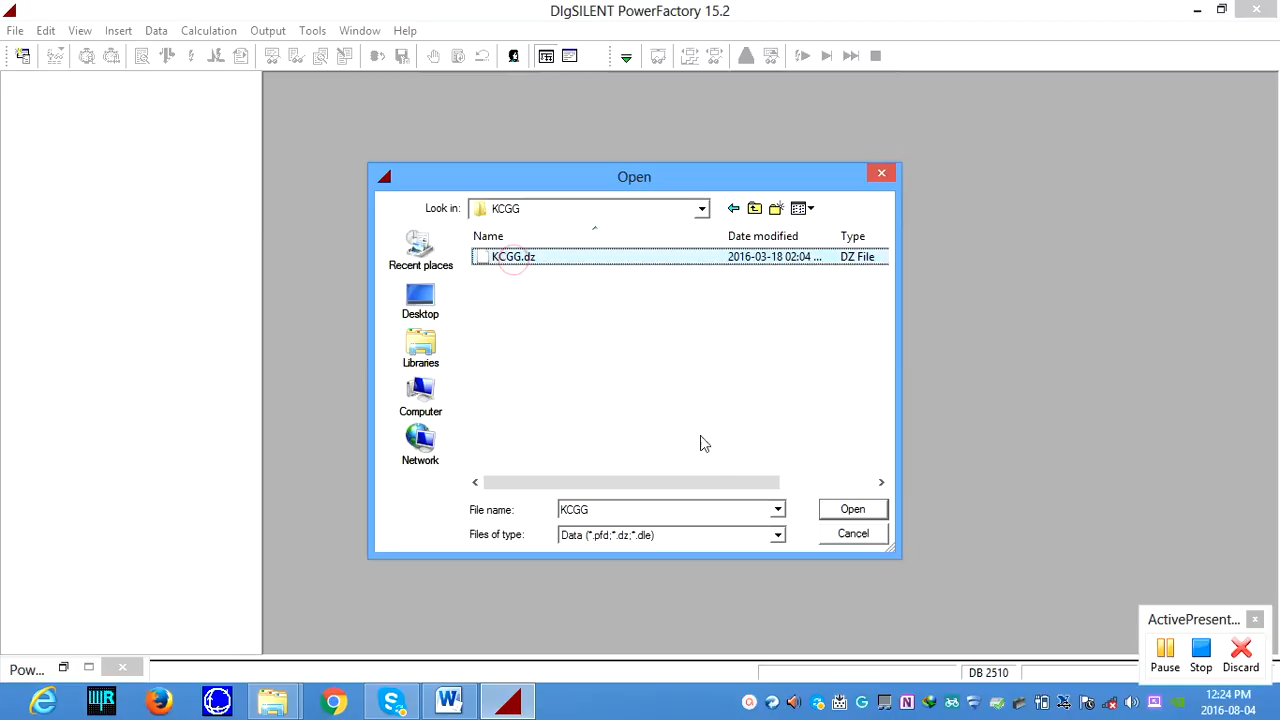 DIgSILENT PowerFactory 15.2
File Edit View Insert Data Calculation Output Tools Window Help
Open
Look in: KCGG
Name Date modified Type
KCGG.dz 2016-03-18 02:04 ... DZ File
Recent places
Desktop
Libraries
Computer
Network
File name: KCGG Open
Files of type: Data (*.pfd;*.dz;*.dle) Cancel
ActivePresent...
Pause Stop Discard
Pow...
DB 2510
12:24 PM
2016-08-04